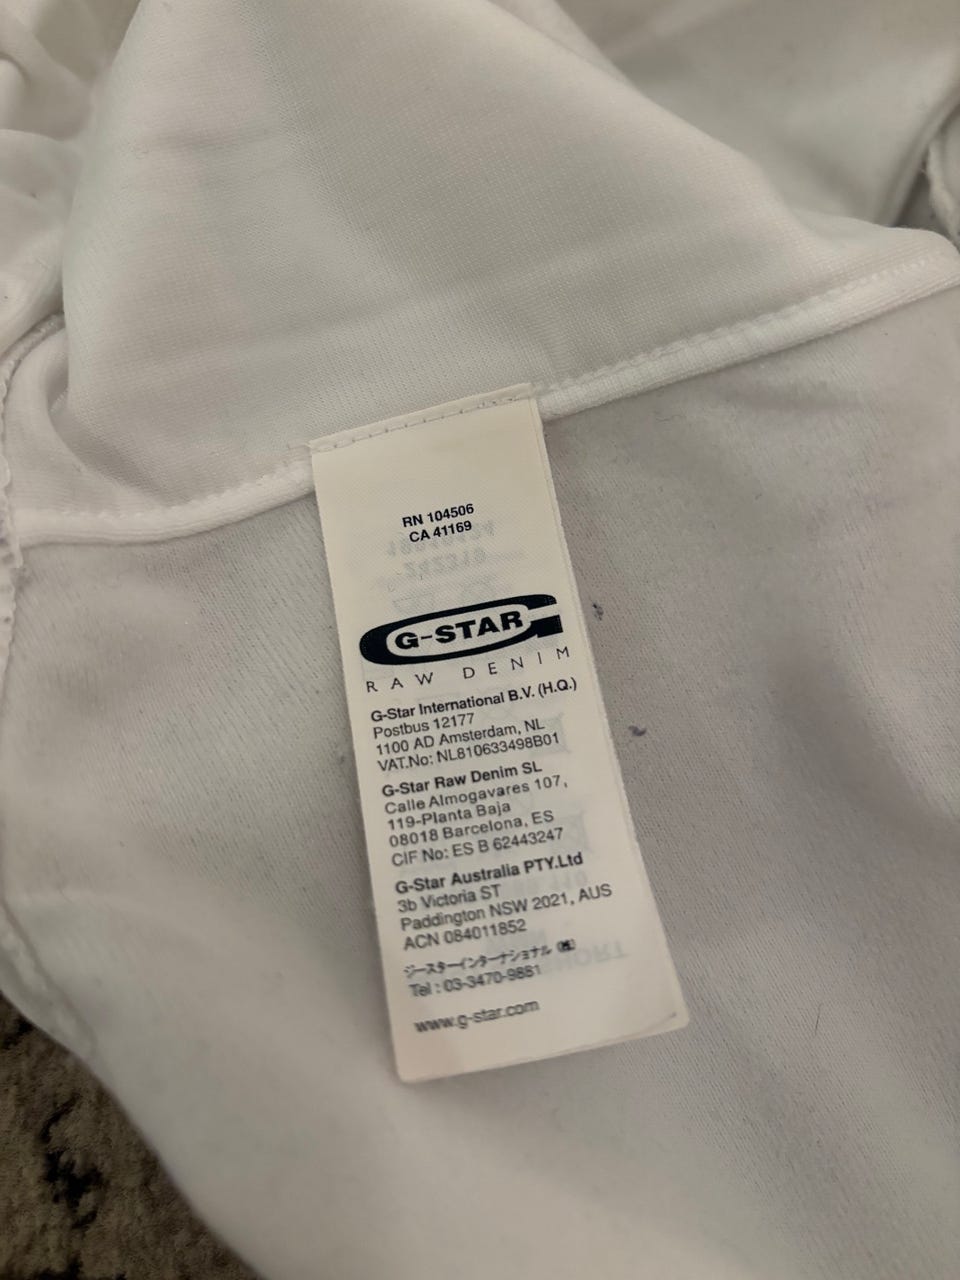 RN 104506
CA 41169
G-STAR
RAW DENIM
G-Star International B.V. (H.Q.)
Postbus 12177
1100 AD Amsterdam, NL
VAT.No: NL810633498B01
G-Star Raw Denim SL
Calle Almogavares 107,
119-Planta Baja
08018 Barcelona, ES
CIF No: ES B 62443247
G-Star Australia PTY.Ltd
3b Victoria ST
Paddington NSW 2021, AUS
ACN 084011852
ジースターインターナショナル
Tel : 03-3470-9881
www.g-star.com